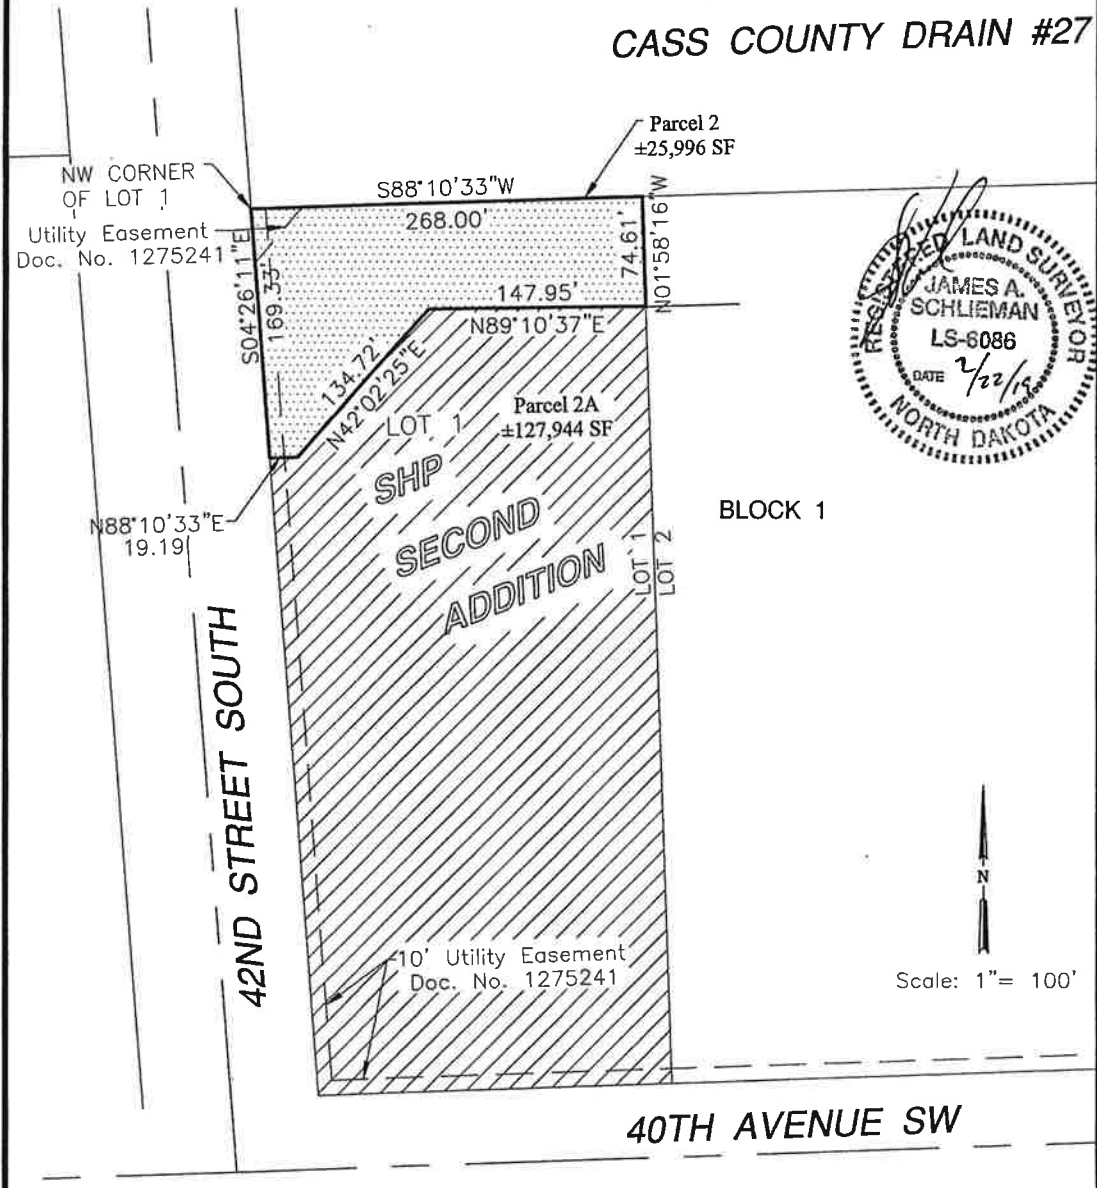 CASS COUNTY DRAIN #27
Parcel 2
±25,996 SF
NW CORNER
OF LOT 1
S88°10'33"W
268.00'
Utility Easement
Doc. No. 1275241
S04°26'11"E
169.33'
74.61'
N01°58'16"W
147.95'
N89°10'37"E
134.72'
N42°02'25"E
REGISTERED LAND SURVEYOR
JAMES A.
SCHLIEMAN
LS-6086
DATE 2/22/19
NORTH DAKOTA
LOT 1
Parcel 2A
±127,944 SF
SHP
SECOND
ADDITION
N88°10'33"E
19.19'
BLOCK 1
LOT 1
LOT 2
42ND STREET SOUTH
N
10' Utility Easement
Doc. No. 1275241
Scale: 1"= 100'
40TH AVENUE SW